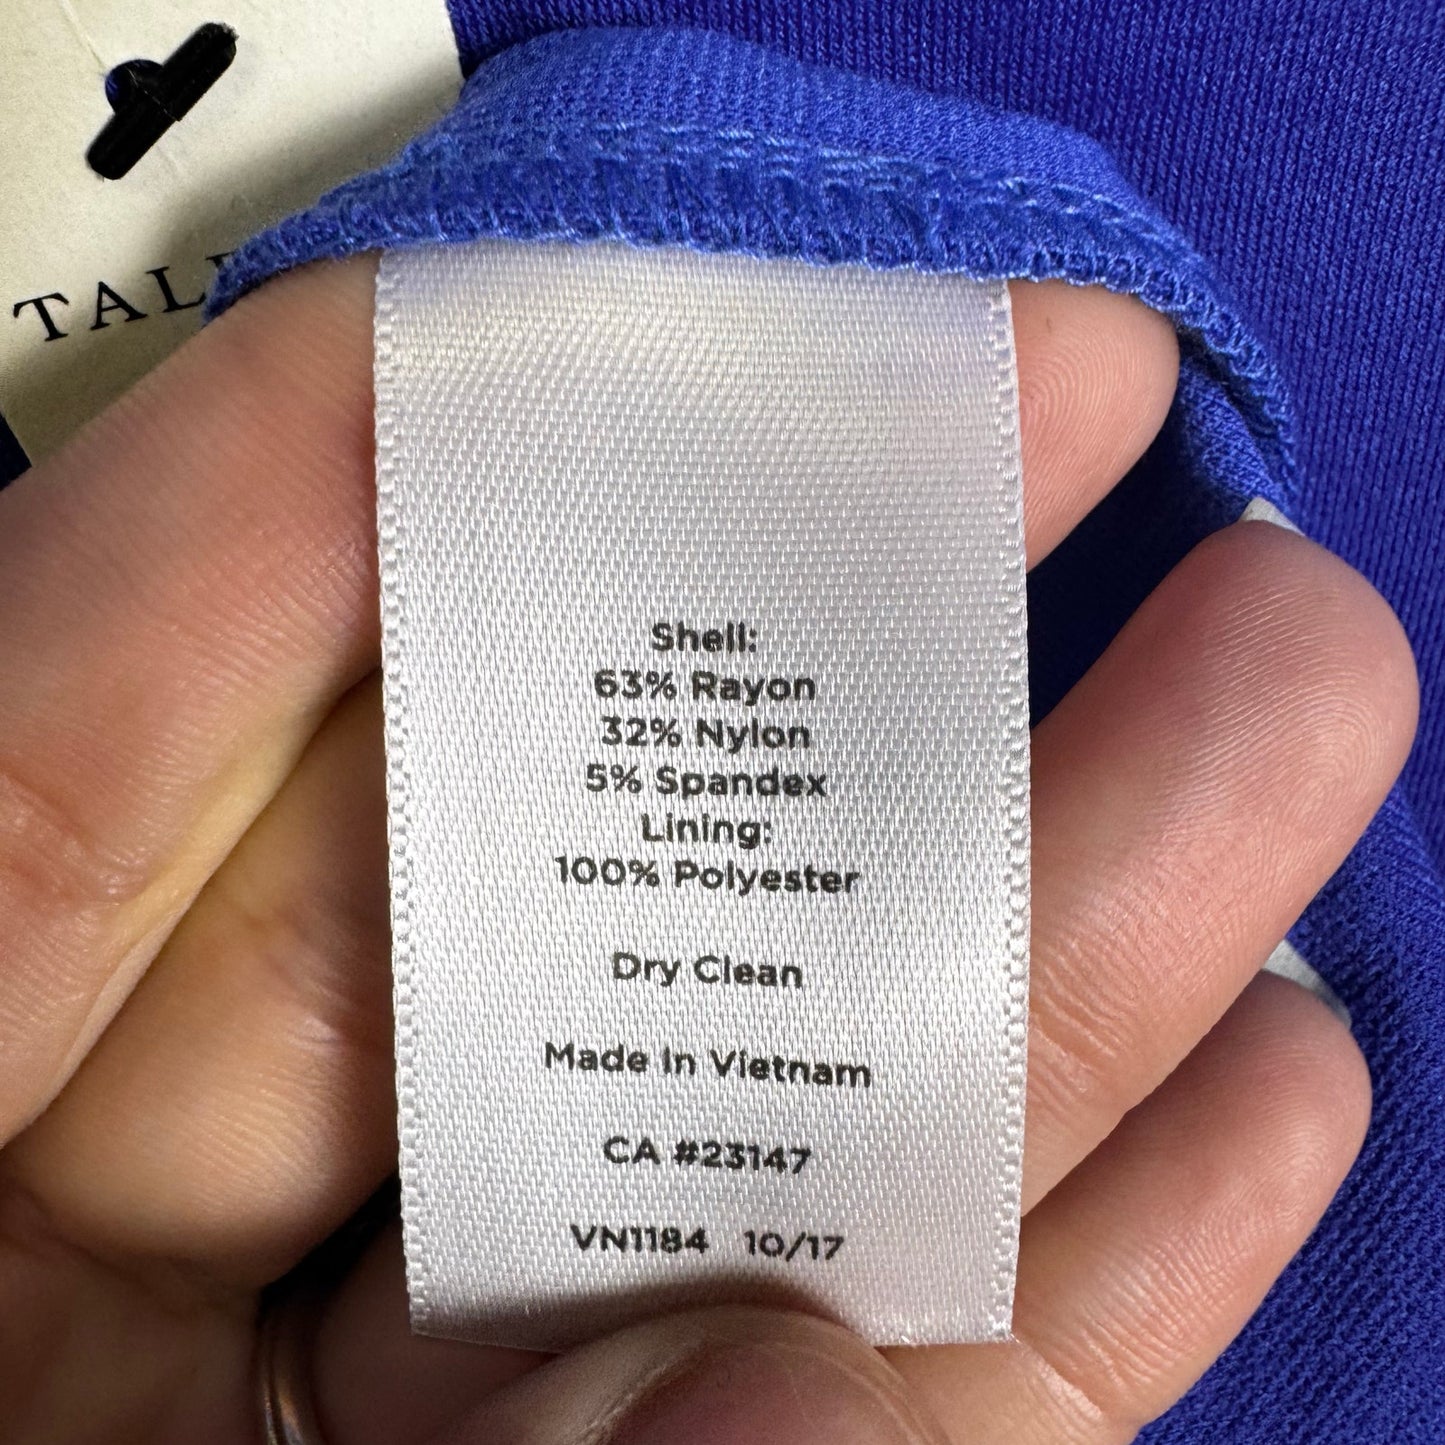 TAL
Shell:
63% Rayon
32% Nylon
5% Spandex
Lining:
100% Polyester
Dry Clean
Made In Vietnam
CA #23147
VN1184 10/17